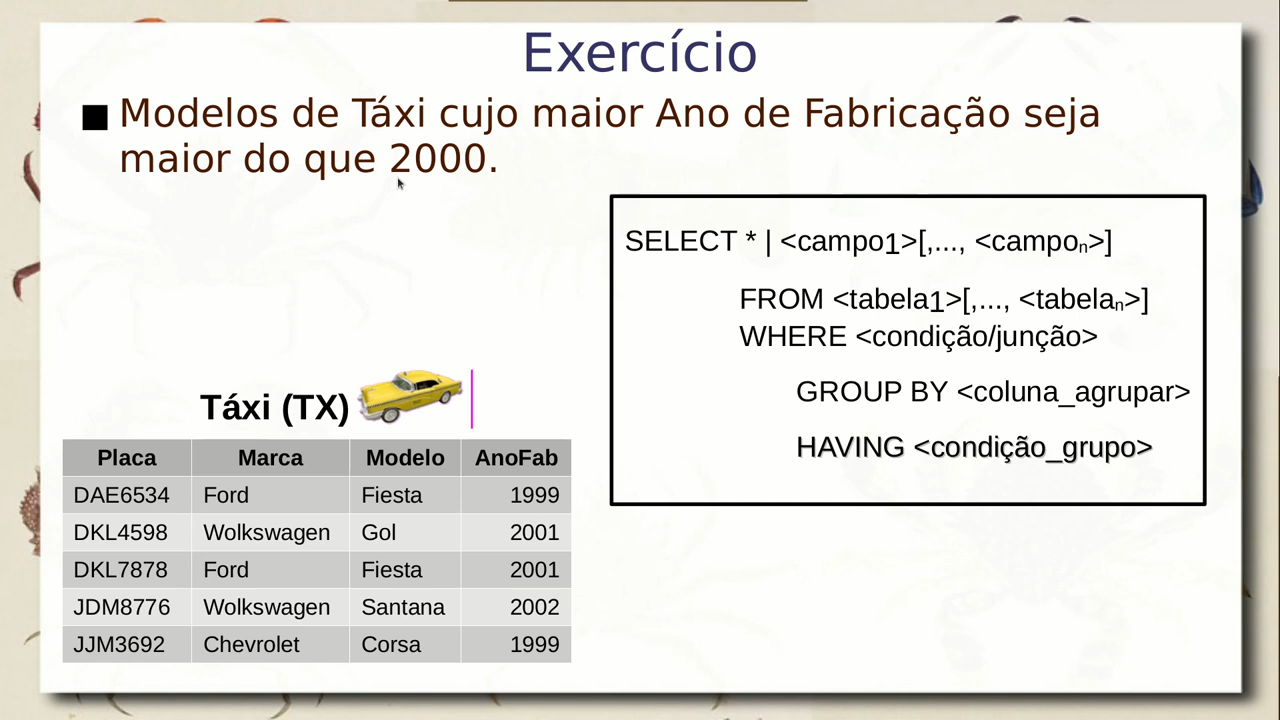 Exercício
■ Modelos de Táxi cujo maior Ano de Fabricação seja
maior do que 2000.
SELECT * | <campo1>[,..., <campon>]
FROM <tabela1>[,..., <tabelan>]
WHERE <condição/junção>
GROUP BY <coluna_agrupar>
HAVING <condição_grupo>
Táxi (TX)
Placa Marca Modelo AnoFab
DAE6534 Ford Fiesta 1999
DKL4598 Wolkswagen Gol 2001
DKL7878 Ford Fiesta 2001
JDM8776 Wolkswagen Santana 2002
JJM3692 Chevrolet Corsa 1999